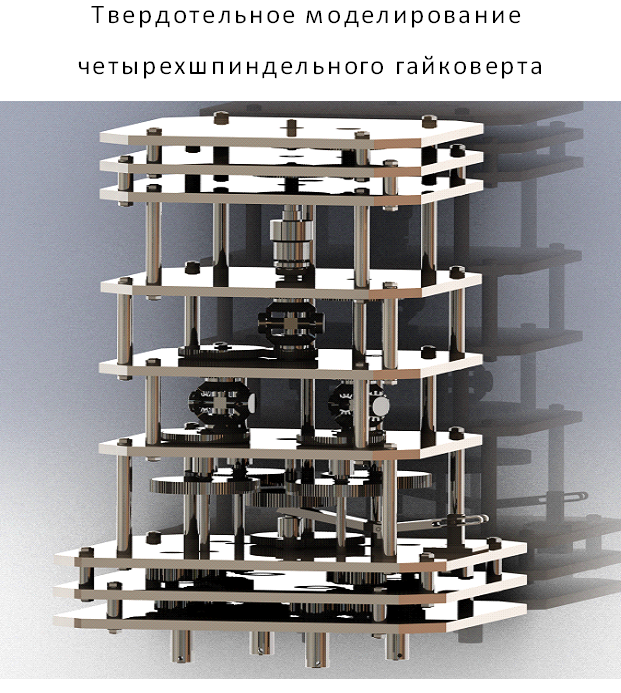 Твердотельное моделирование
четырехшпиндельного гайковерта